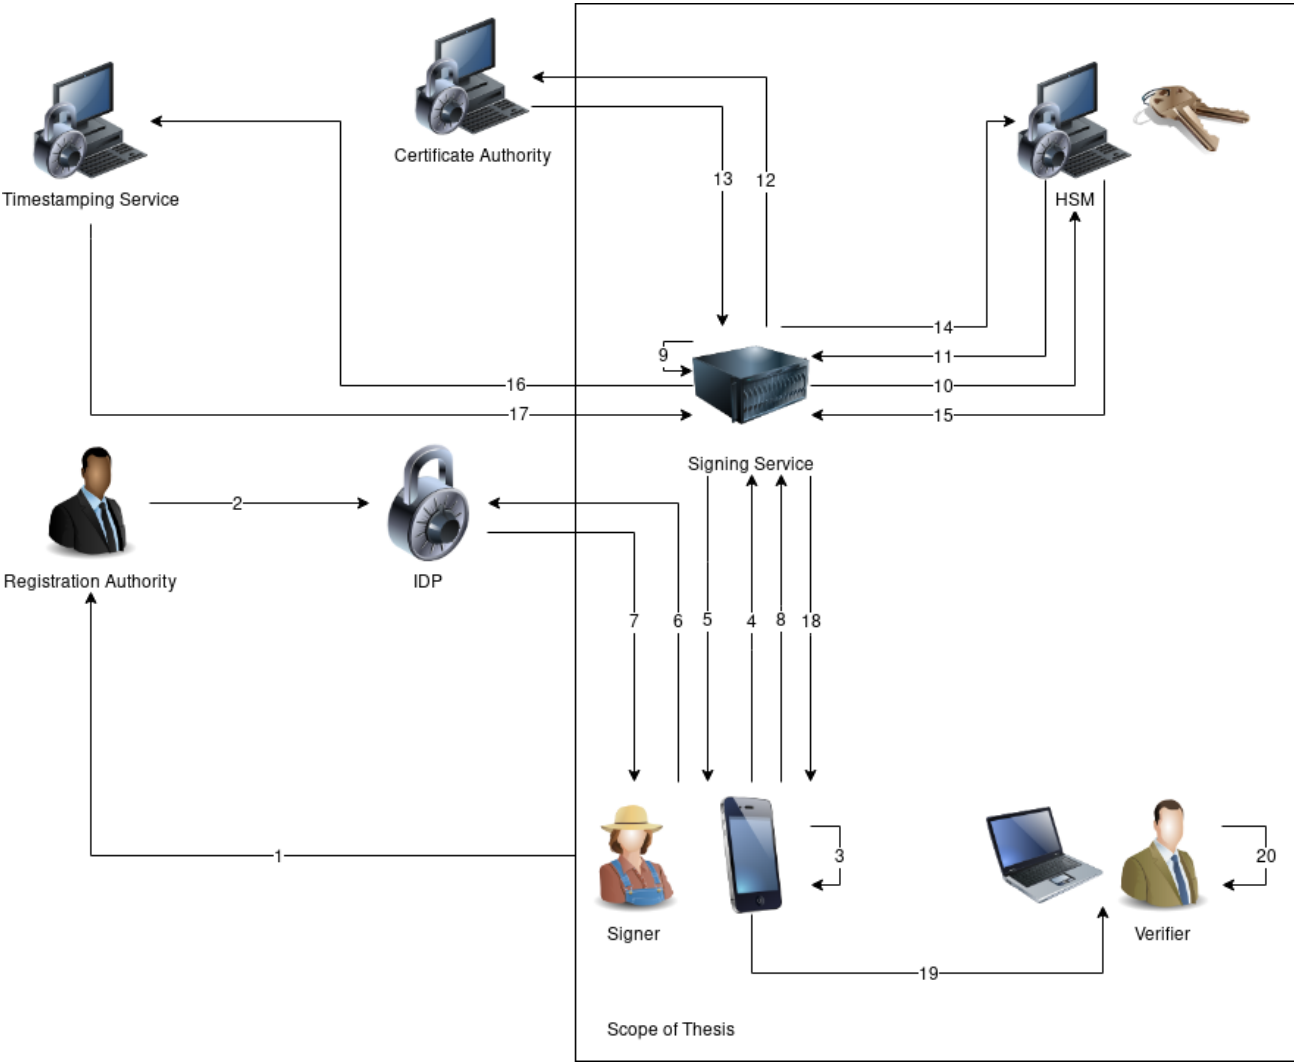 Certificate Authority
Timestamping Service
HSM
13
12
14
9
11
16
10
17
15
Signing Service
2
Registration Authority
IDP
7
6
5
4
8
18
1
3
20
Signer
Verifier
19
Scope of Thesis